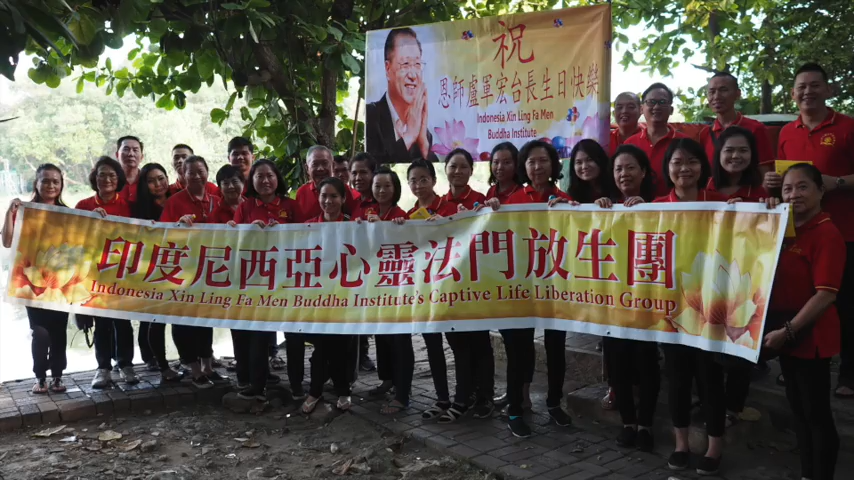 祝
恩師盧軍宏台長生日快樂
Indonesia Xin Ling Fa Men
Buddha Institute
印度尼西亞心靈法門放生團
Indonesia Xin Ling Fa Men Buddha Institute's Captive Life Liberation Group